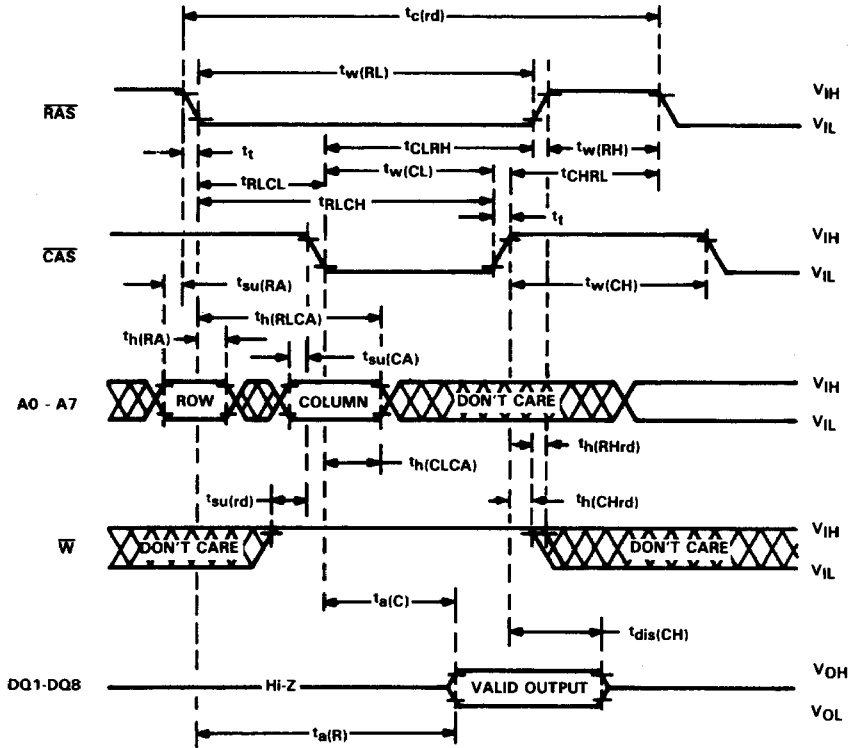 tc(rd)
tw(RL)
RAS
VIH
VIL
tt
tCLRH
tw(RH)
tw(CL)
tCHRL
tRLCL
tRLCH
tt
CAS
VIH
VIL
tsu(RA)
tw(CH)
th(RLCA)
th(RA)
tsu(CA)
A0 - A7
ROW
COLUMN
DON'T CARE
VIH
VIL
th(RHrd)
th(CLCA)
tsu(rd)
th(CHrd)
W
DON'T CARE
DON'T CARE
VIH
VIL
ta(C)
tdis(CH)
DQ1-DQ8
Hi-Z
VALID OUTPUT
VOH
VOL
ta(R)